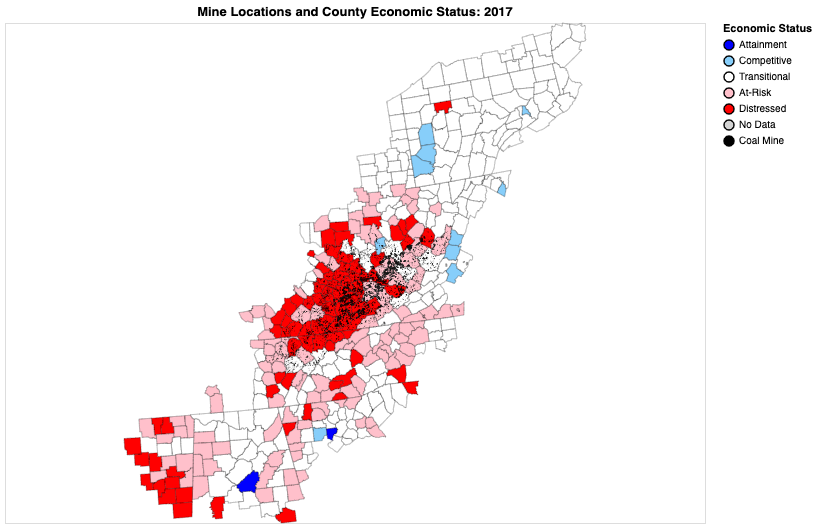 Mine Locations and County Economic Status: 2017
Economic Status
Attainment
Competitive
Transitional
At-Risk
Distressed
No Data
Coal Mine